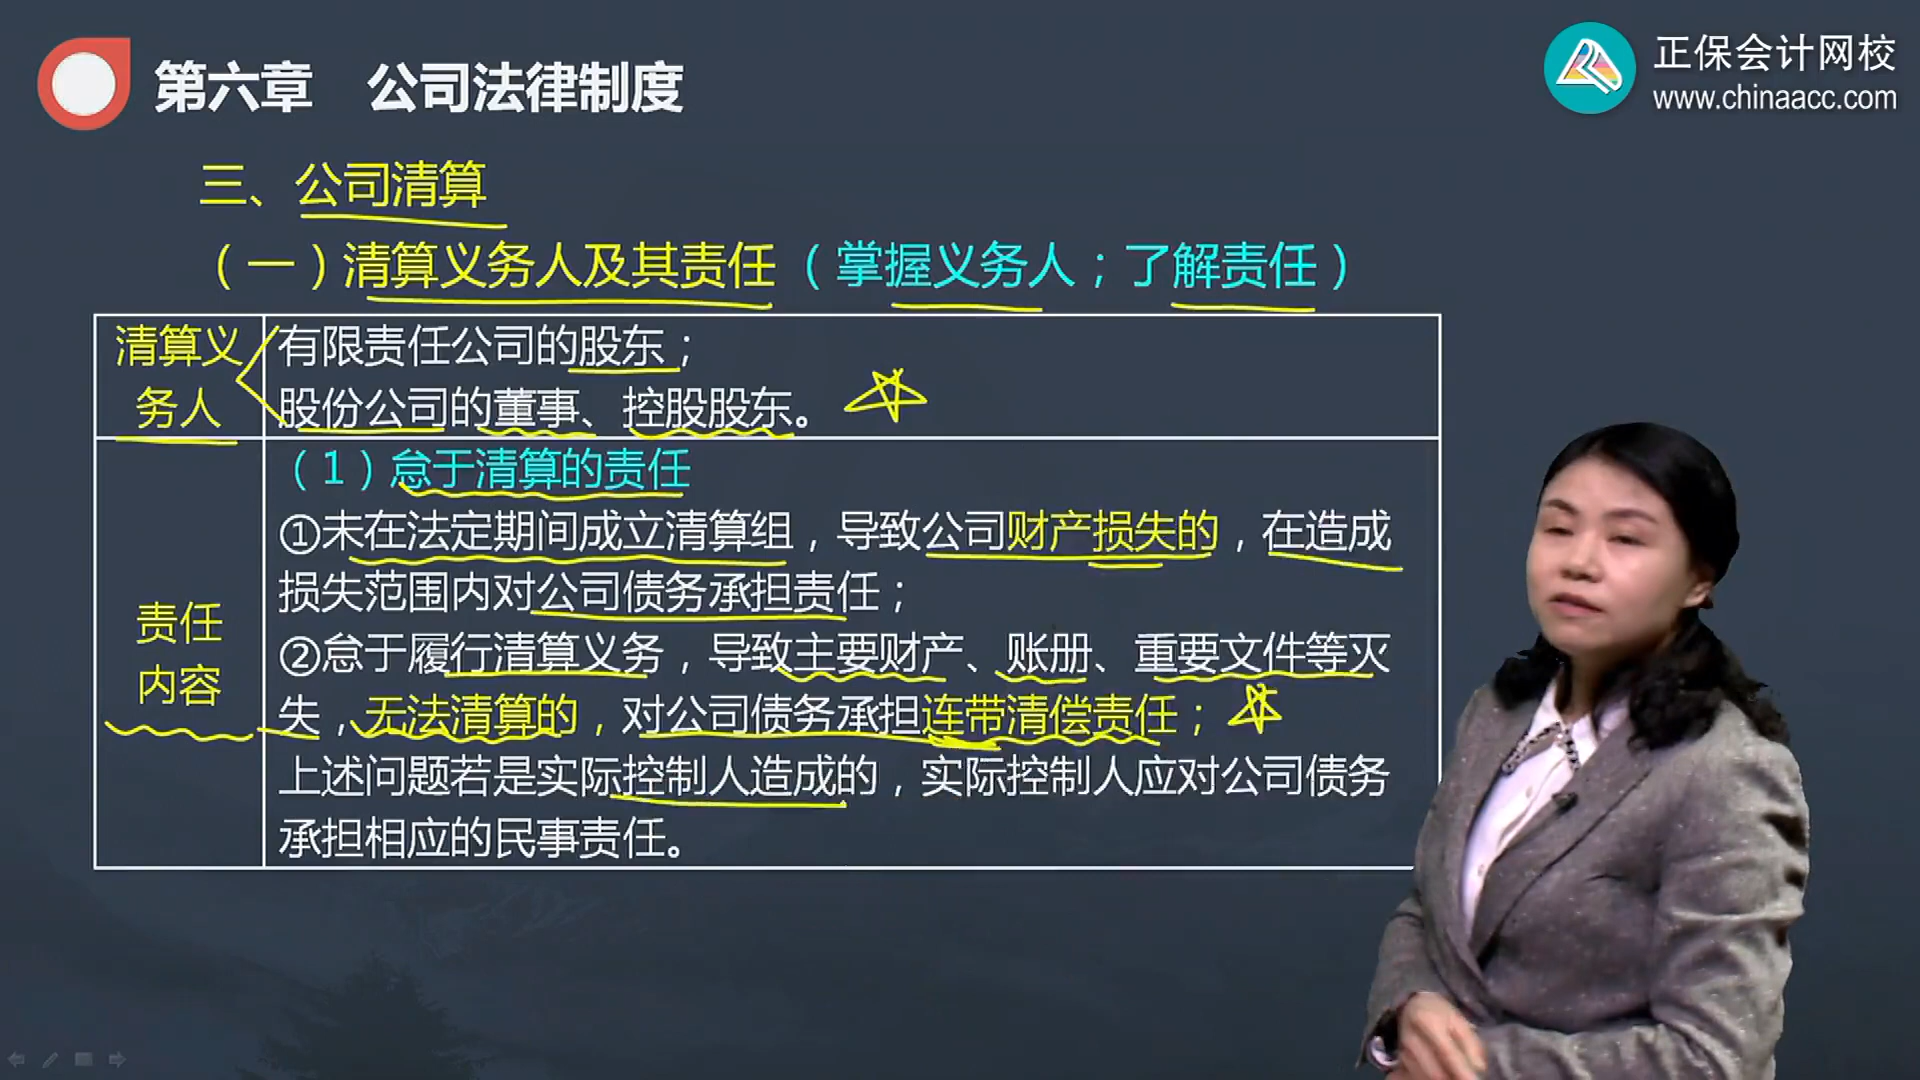 第六章 公司法律制度
正保会计网校
www.chinaacc.com
三、公司清算
（一）清算义务人及其责任（掌握义务人；了解责任）
清算义务人
有限责任公司的股东；
股份公司的董事、控股股东。
责任内容
（1）怠于清算的责任
①未在法定期间成立清算组，导致公司财产损失的，在造成
损失范围内对公司债务承担责任；
②怠于履行清算义务，导致主要财产、账册、重要文件等灭
失，无法清算的，对公司债务承担连带清偿责任；
上述问题若是实际控制人造成的，实际控制人应对公司债务
承担相应的民事责任。